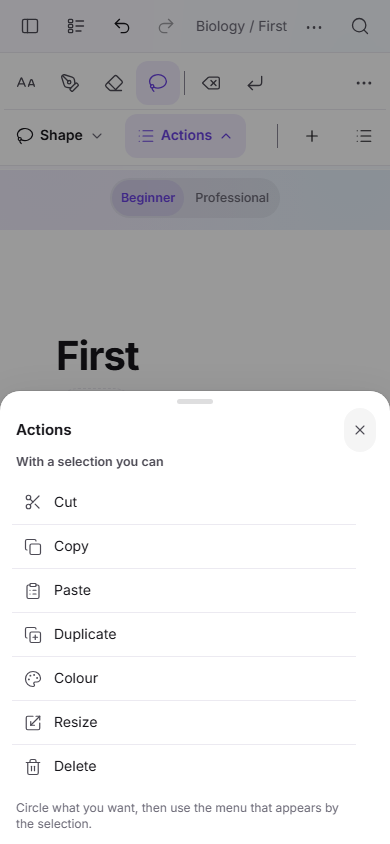 Biology / First
AA
Shape
Actions
Beginner
Professional
First
Actions
With a selection you can
Cut
Copy
Paste
Duplicate
Colour
Resize
Delete
Circle what you want, then use the menu that appears by
the selection.